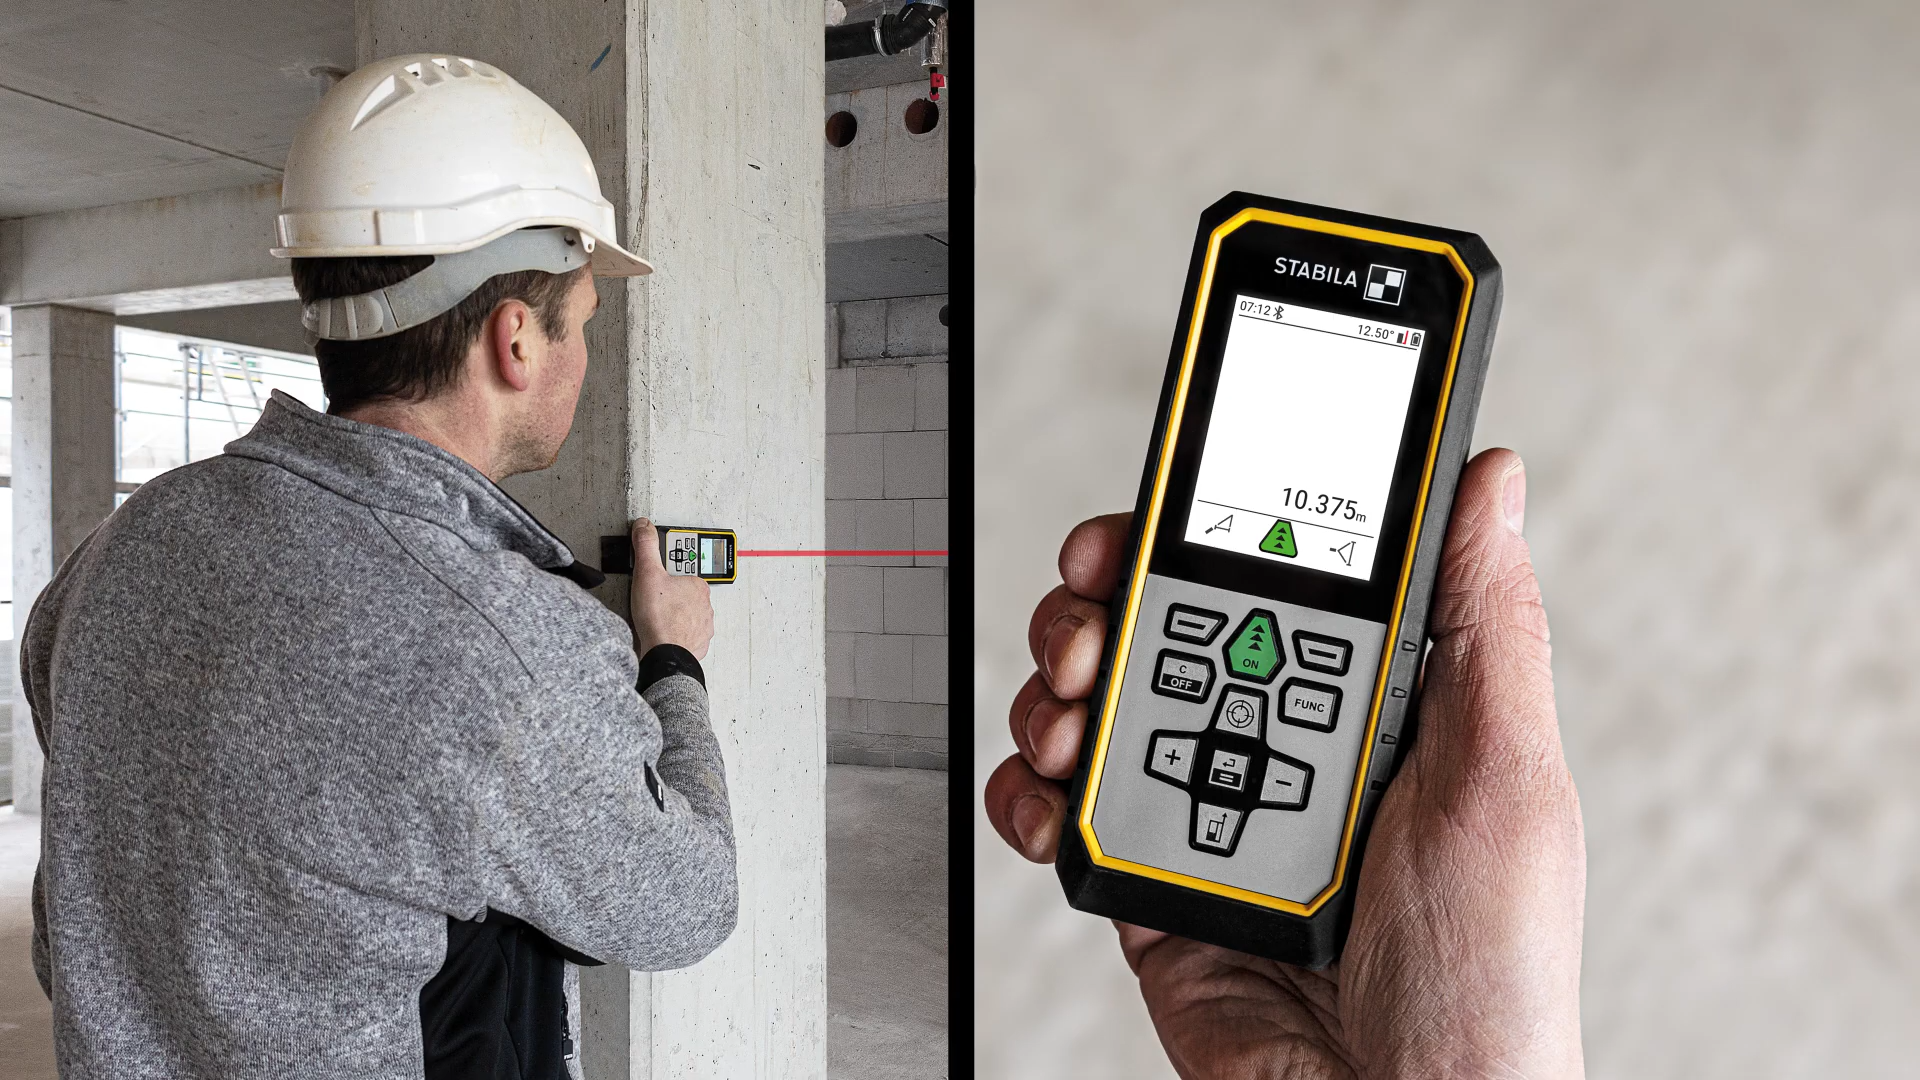 STABILA
07:12
12.50°
10.375m
ON
C
OFF
FUNC
+
-
=